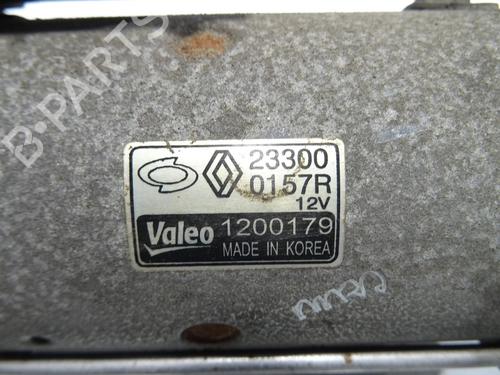 B-PARTS
23300
0157R
12V
Valeo 1200179
MADE IN KOREA